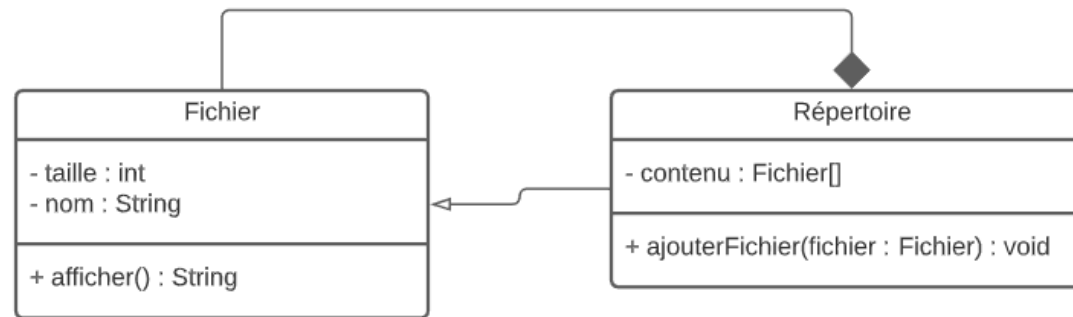 Fichier
- taille : int
- nom : String
+ afficher() : String
Répertoire
- contenu : Fichier[]
+ ajouterFichier(fichier : Fichier) : void